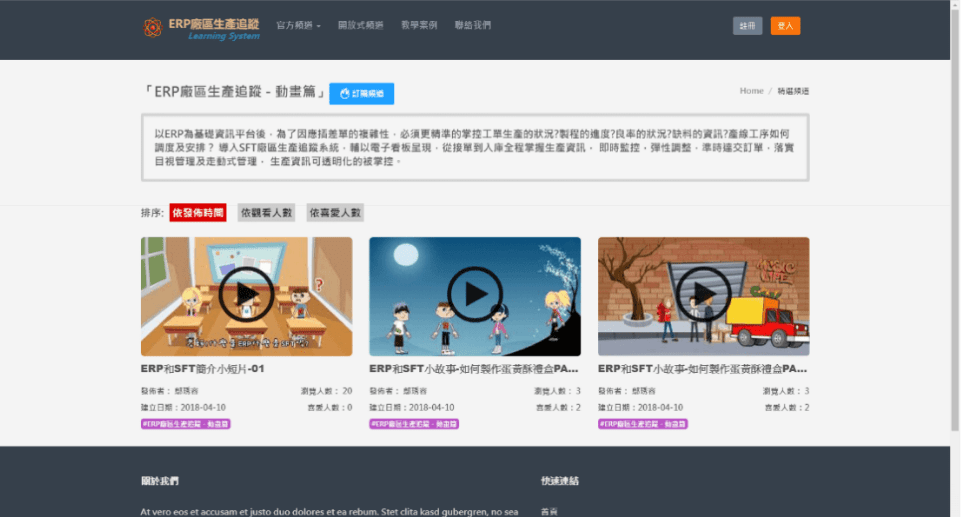 ERP廠區生產追蹤
Learning System
官方頻道
開放式頻道
教學案例
聯絡我們
註冊
登入
「ERP廠區生產追蹤 - 動畫篇」
訂閱頻道
Home / 精選頻道
以ERP為基礎資訊平台後，為了因應插差單的複雜性，必須更精準的掌控工單生產的狀況?製程的進度?良率的狀況?缺料的資訊?產線工序如何
調度及安排？ 導入SFT廠區生產追蹤系統，輔以電子看板呈現，從接單到入庫全程掌握生產資訊， 即時監控，彈性調整，準時達交訂單，落實
目視管理及走動式管理， 生產資訊可透明化的被掌控。
排序:
依發佈時間
依觀看人數
依喜愛人數
ERP和SFT簡介小短片-01
發佈者：
瀏覽人數： 20
建立日期：2018-04-10
喜愛人數：0
#ERP廠區生產追蹤 - 動畫篇
ERP和SFT小故事-如何製作蛋黃酥禮盒PA...
發佈者：
瀏覽人數： 3
建立日期：2018-04-10
喜愛人數：2
#ERP廠區生產追蹤 - 動畫篇
ERP和SFT小故事-如何製作蛋黃酥禮盒PA...
發佈者：
瀏覽人數： 3
建立日期：2018-04-10
喜愛人數：2
#ERP廠區生產追蹤 - 動畫篇
關於我們
快速連結
At vero eos et accusam et justo duo dolores et ea rebum. Stet clita kasd gubergren, no sea
首頁